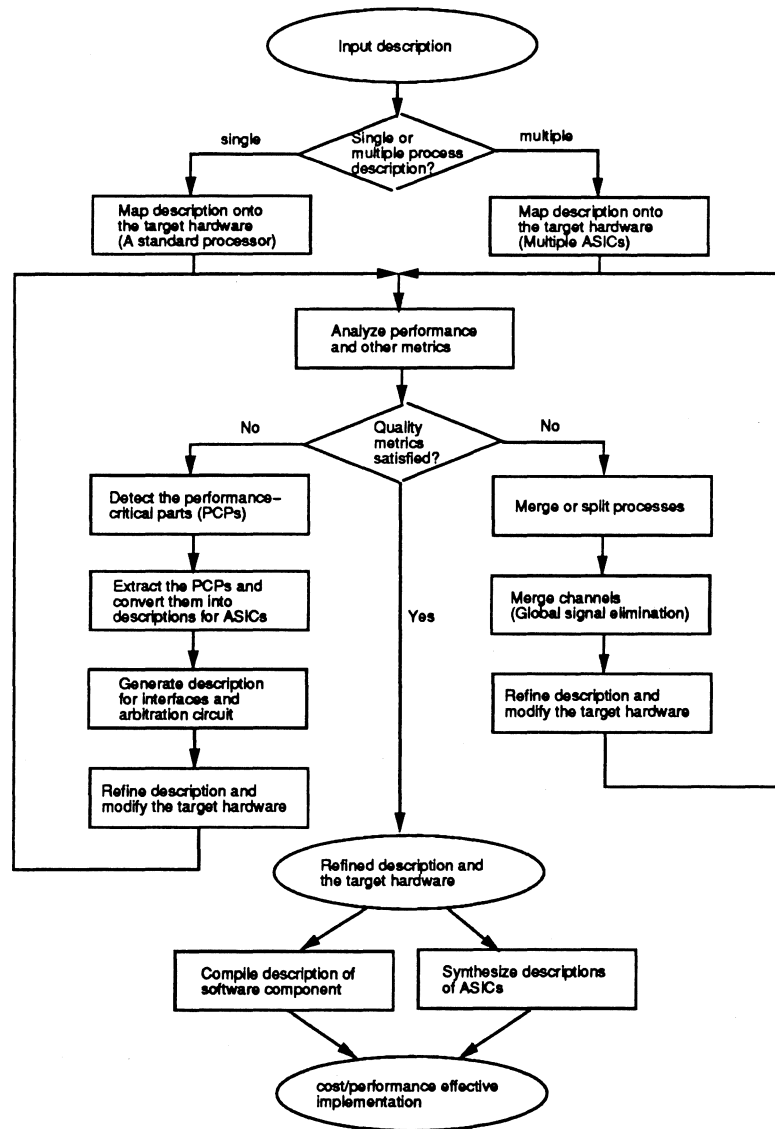 Input description
single
Single or
multiple process
description?
multiple
Map description onto
the target hardware
(A standard processor)
Map description onto
the target hardware
(Multiple ASICs)
Analyze performance
and other metrics
No
Quality
metrics
satisfied?
No
Detect the performance-
critical parts (PCPs)
Merge or split processes
Extract the PCPs and
convert them into
descriptions for ASICs
Yes
Merge channels
(Global signal elimination)
Generate description
for interfaces and
arbitration circuit
Refine description and
modify the target hardware
Refine description and
modify the target hardware
Refined description and
the target hardware
Compile description of
software component
Synthesize descriptions
of ASICs
cost/performance effective
implementation